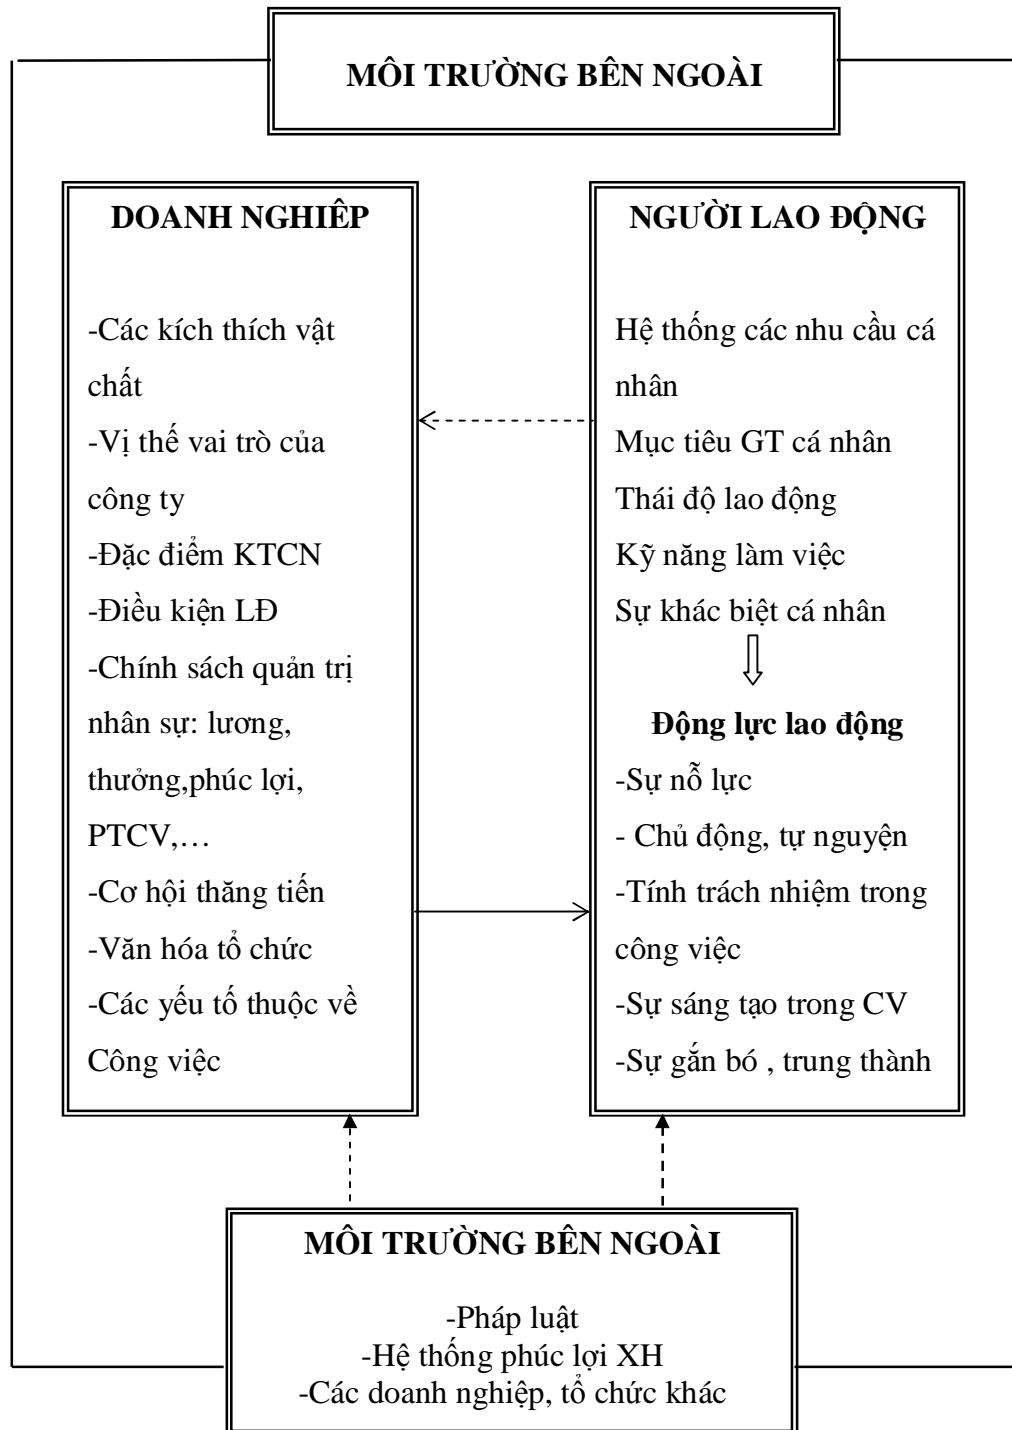 MÔI TRƯỜNG BÊN NGOÀI
DOANH NGHIÊP
-Các kích thích vật
chất
-Vị thế vai trò của
công ty
-Đặc điểm KTCN
-Điều kiện LĐ
-Chính sách quản trị
nhân sự: lương,
thưởng,phúc lợi,
PTCV,…
-Cơ hội thăng tiến
-Văn hóa tổ chức
-Các yếu tố thuộc về
Công việc
NGƯỜI LAO ĐỘNG
Hệ thống các nhu cầu cá
nhân
Mục tiêu GT cá nhân
Thái độ lao động
Kỹ năng làm việc
Sự khác biệt cá nhân
Động lực lao động
-Sự nỗ lực
- Chủ động, tự nguyện
-Tính trách nhiệm trong
công việc
-Sự sáng tạo trong CV
-Sự gắn bó , trung thành
MÔI TRƯỜNG BÊN NGOÀI
-Pháp luật
-Hệ thống phúc lợi XH
-Các doanh nghiệp, tổ chức khác